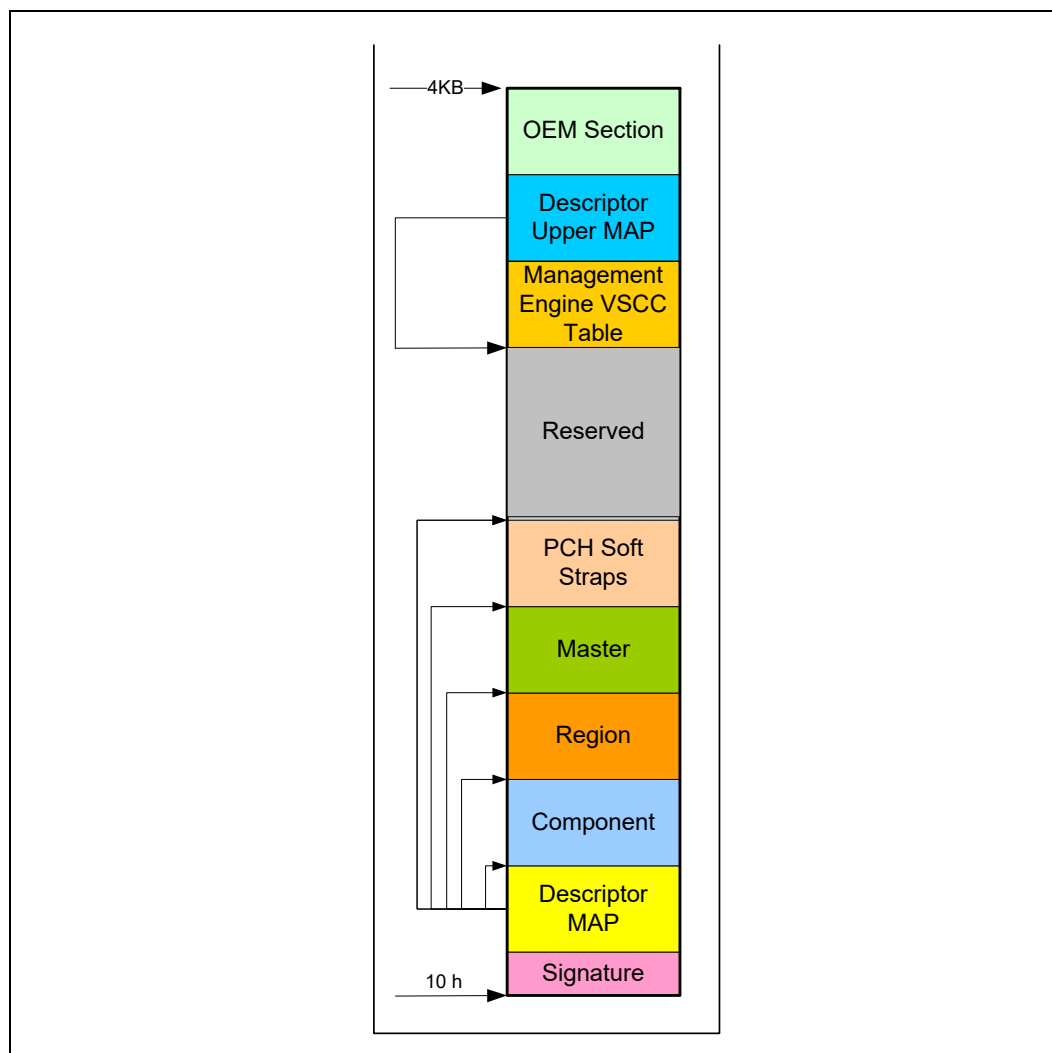 4KB
OEM Section
Descriptor
Upper MAP
Management
Engine VSCC
Table
Reserved
PCH Soft
Straps
Master
Region
Component
Descriptor
MAP
10 h
Signature